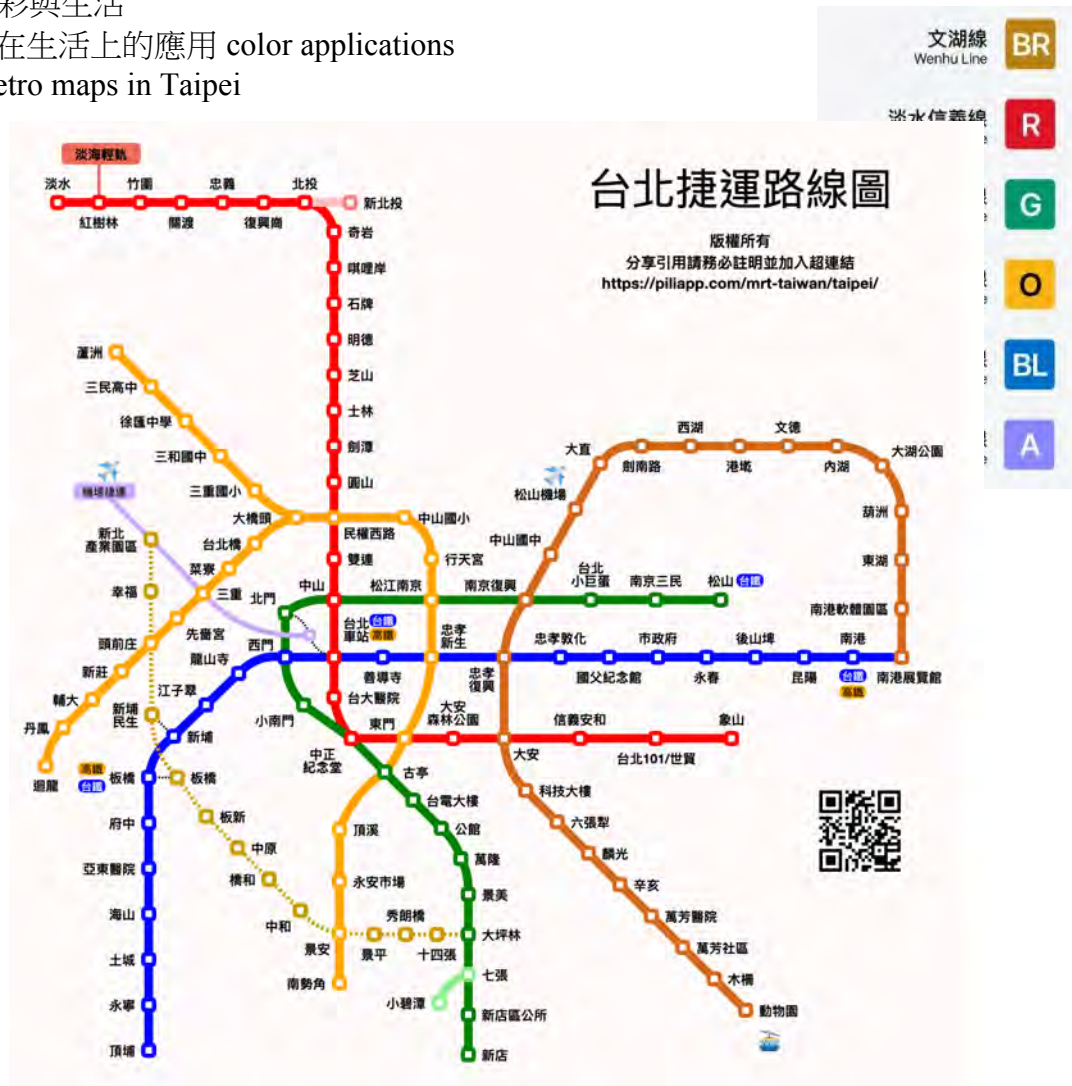 彩與生活
在生活上的應用 color applications
etro maps in Taipei
文湖線
Wenhu Line
BR
淡水信義線
R
G
O
BL
A
台北捷運路線圖
版權所有
分享引用請務必註明並加入超連結
https://piliapp.com/mrt-taiwan/taipei/
淡海輕軌
淡水
竹圍
忠義
北投
新北投
紅樹林
關渡
復興崗
奇岩
唭哩岸
石牌
明德
芝山
士林
劍潭
圓山
民權西路
雙連
中山
台北
車站
台鐵
高鐵
台大醫院
中正
紀念堂
東門
大安
森林公園
大安
信義安和
台北101/世貿
象山
蘆洲
三民高中
徐匯中學
三和國中
三重國小
大橋頭
台北橋
菜寮
三重
先嗇宮
頭前庄
新莊
輔大
丹鳳
迴龍
中山國小
行天宮
松江南京
忠孝
新生
古亭
頂溪
永安市場
景安
南勢角
機場捷運
新北
產業園區
幸福
新埔
民生
板橋
板新
中原
橋和
中和
景平
秀朗橋
十四張
大坪林
北門
西門
小南門
南京復興
台北
小巨蛋
南京三民
松山
台鐵
台電大樓
公館
萬隆
景美
七張
小碧潭
新店區公所
新店
龍山寺
江子翠
新埔
高鐵
台鐵
板橋
府中
亞東醫院
海山
土城
永寧
頂埔
善導寺
忠孝
復興
忠孝敦化
國父紀念館
市政府
永春
後山埤
昆陽
南港
台鐵
高鐵
南港展覽館
南港軟體園區
東湖
葫洲
大湖公園
內湖
文德
港墘
西湖
劍南路
大直
松山機場
中山國中
科技大樓
六張犁
麟光
辛亥
萬芳醫院
萬芳社區
木柵
動物園